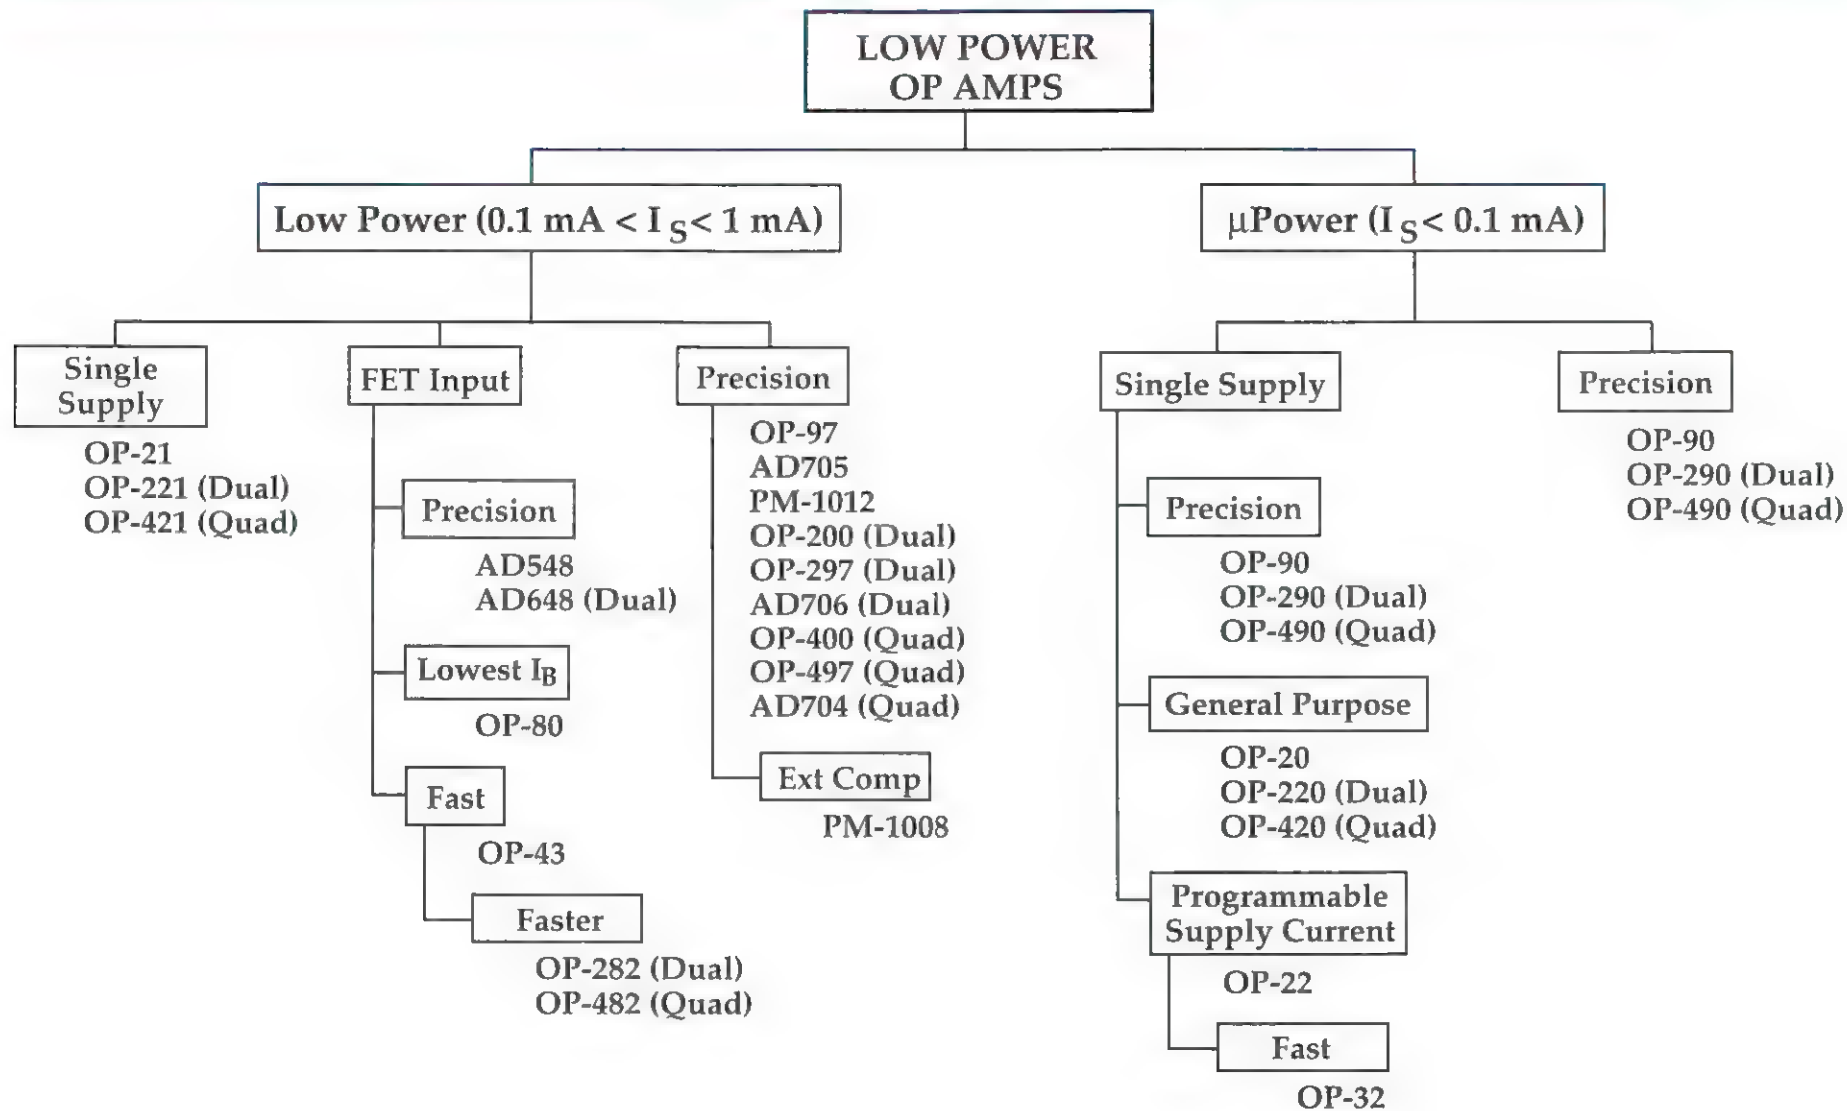 LOW POWER
OP AMPS
Low Power (0.1 mA < I S < 1 mA)
μPower (I S < 0.1 mA)
Single
Supply
OP-21
OP-221 (Dual)
OP-421 (Quad)
FET Input
Precision
AD548
AD648 (Dual)
Lowest IB
OP-80
Fast
OP-43
Faster
OP-282 (Dual)
OP-482 (Quad)
Precision
OP-97
AD705
PM-1012
OP-200 (Dual)
OP-297 (Dual)
AD706 (Dual)
OP-400 (Quad)
OP-497 (Quad)
AD704 (Quad)
Ext Comp
PM-1008
Single Supply
Precision
OP-90
OP-290 (Dual)
OP-490 (Quad)
General Purpose
OP-20
OP-220 (Dual)
OP-420 (Quad)
Programmable
Supply Current
OP-22
Fast
OP-32
Precision
OP-90
OP-290 (Dual)
OP-490 (Quad)